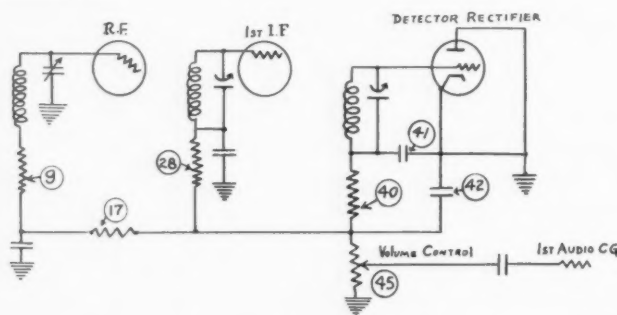 R.F.
1ST I.F
DETECTOR RECTIFIER
9
28
17
40
41
42
VOLUME CONTROL
1ST AUDIO CG
45